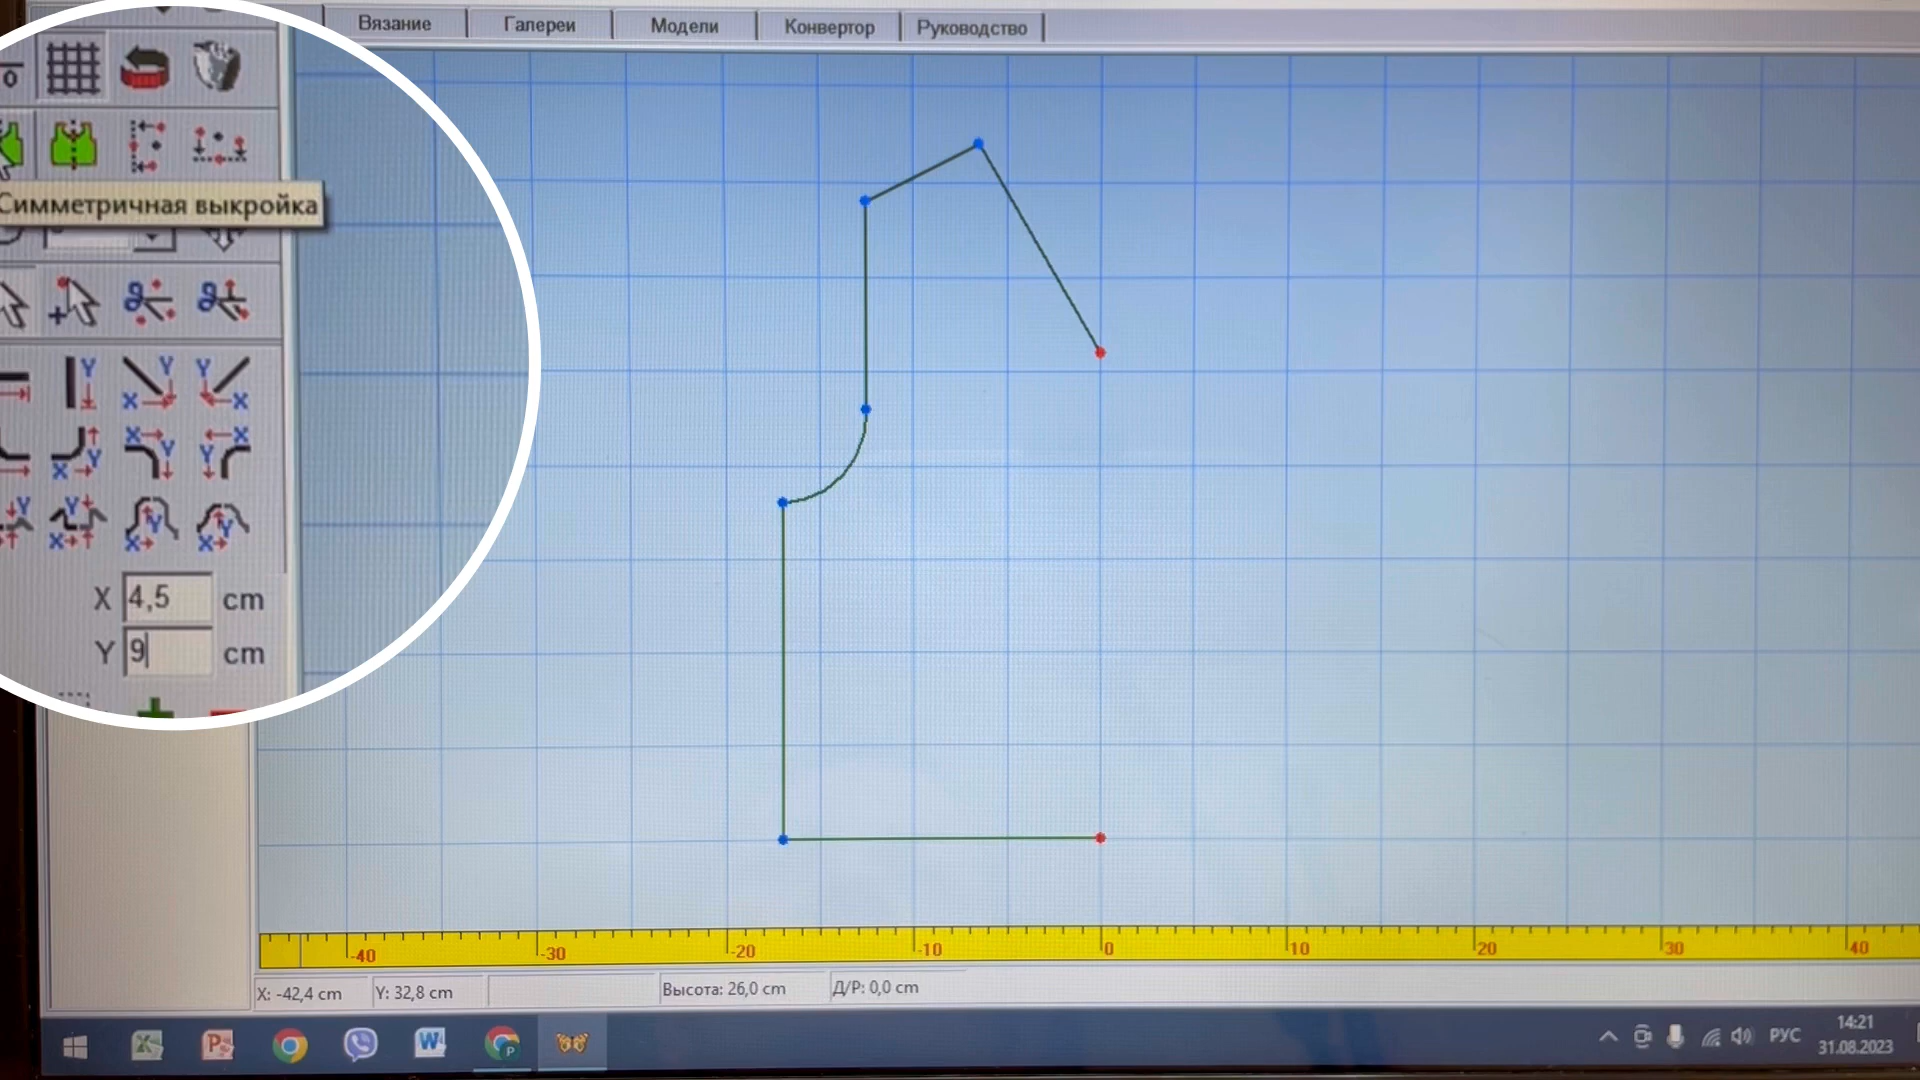 Вязание
Галереи
Модели
Конвертор
Руководство
0
Симметричная выкройка
Y
Y
X
Y
X
X
Y
X
Y
X
Y
Y
Y
X
X
Y
X
Y
X 4,5 cm
Y 9 cm
-40
-30
-20
-10
0
10
20
30
40
X: -42,4 cm
Y: 32,8 cm
Высота: 26,0 cm
Д/Р: 0,0 cm
РУС
14:21
31.08.2023